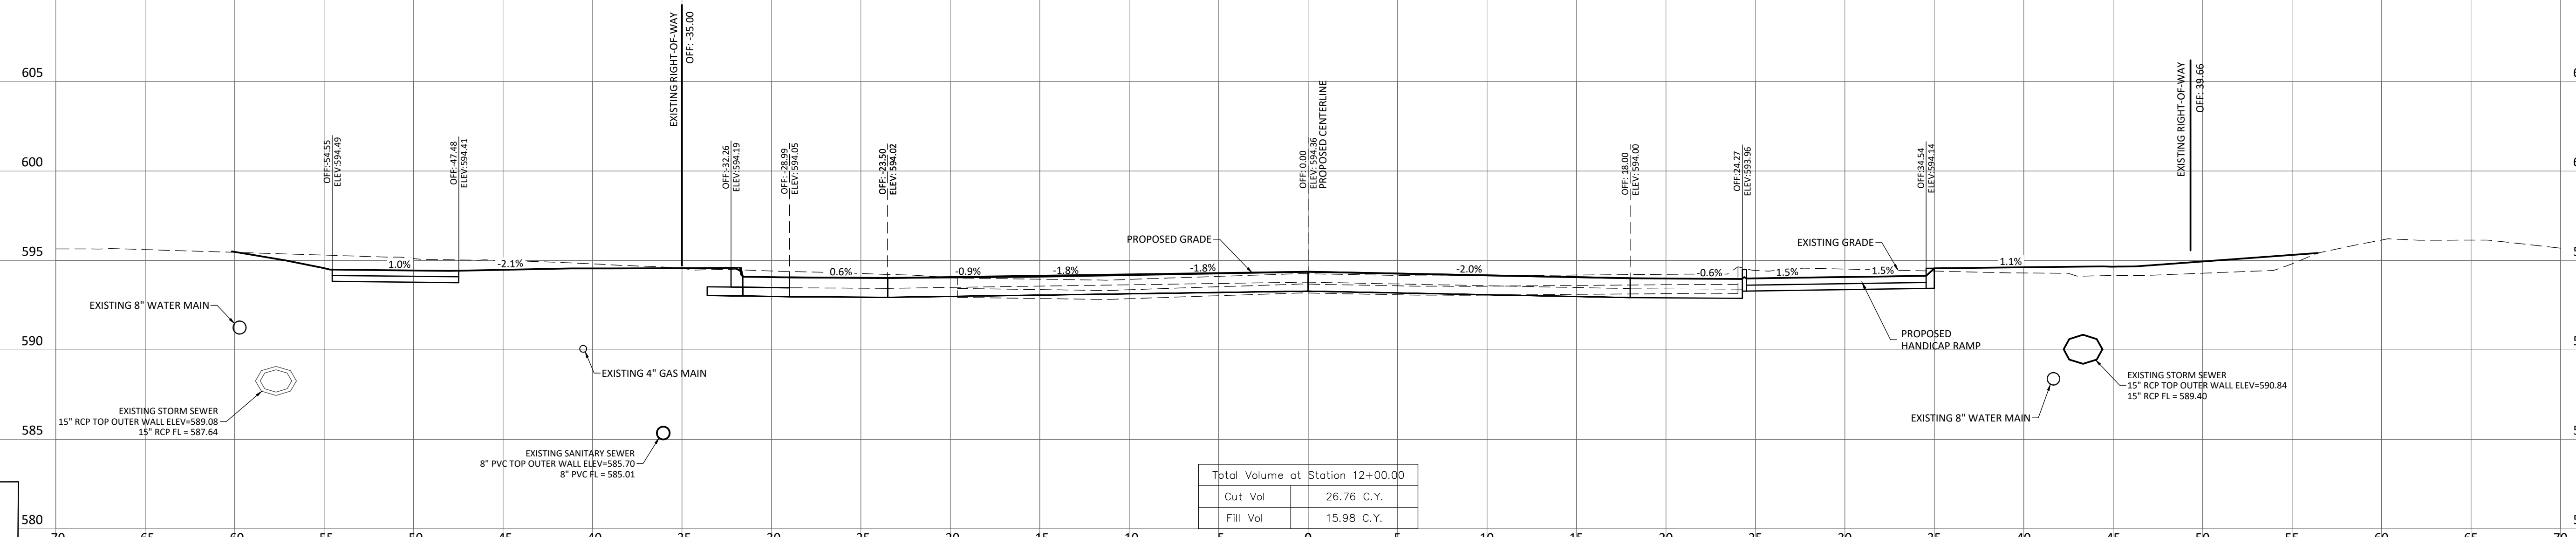 EXISTING RIGHT-OF-WAY
OFF: -35.00
605
600
595
590
585
580
OFF:-54.55
ELEV:594.49
OFF:-47.48
ELEV:594.41
OFF:-32.26
ELEV:594.19
OFF: -28.99
ELEV: 594.05
OFF: -23.50
ELEV: 594.02
OFF: 0.00
ELEV: 594.36
PROPOSED CENTERLINE
OFF: 18.00
ELEV: 594.00
OFF:24.27
ELEV:593.96
OFF:34.54
ELEV:594.14
EXISTING RIGHT-OF-WAY
OFF: 39.66
PROPOSED GRADE
EXISTING GRADE
1.0%
-2.1%
0.6%
-0.9%
-1.8%
-1.8%
-2.0%
-0.6%
1.5%
1.5%
1.1%
EXISTING 8" WATER MAIN
EXISTING 4" GAS MAIN
PROPOSED
HANDICAP RAMP
EXISTING STORM SEWER
15" RCP TOP OUTER WALL ELEV=589.08
15" RCP FL = 587.64
EXISTING SANITARY SEWER
8" PVC TOP OUTER WALL ELEV=585.70
8" PVC FL = 585.01
EXISTING STORM SEWER
15" RCP TOP OUTER WALL ELEV=590.84
15" RCP FL = 589.40
EXISTING 8" WATER MAIN
Total Volume at Station 12+00.00
Cut Vol 26.76 C.Y.
Fill Vol 15.98 C.Y.